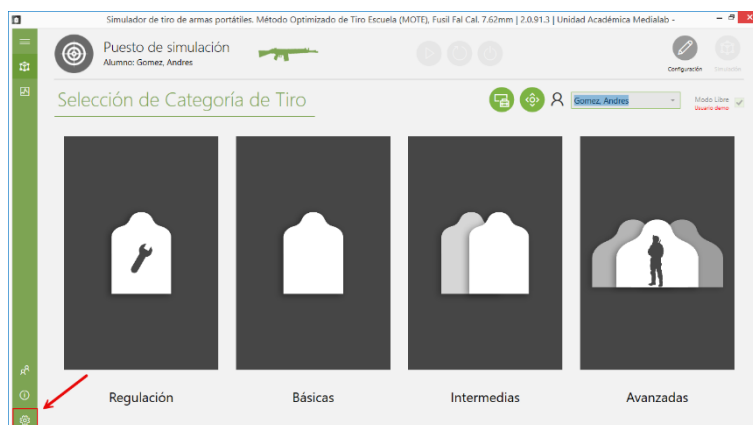 Simulador de tiro de armas portátiles. Método Optimizado de Tiro Escuela (MOTE), Fusil Fal Cal. 7.62mm | 2.0.91.3 | Unidad Académica Medialab -
Puesto de simulación
Alumno: Gomez, Andres
Configuración
Selección de Categoría de Tiro
Gomez, Andres
Modo Libre
Usuario demo
Regulación
Básicas
Intermedias
Avanzadas